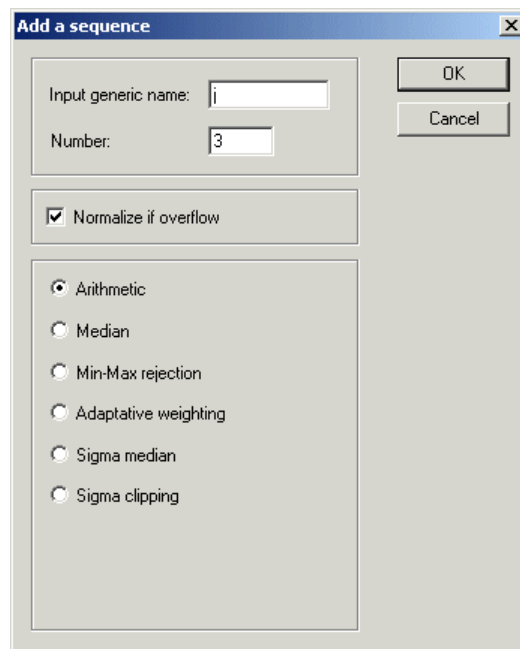 Add a sequence
Input generic name: j
Number: 3
OK
Cancel
Normalize if overflow
Arithmetic
Median
Min-Max rejection
Adaptative weighting
Sigma median
Sigma clipping